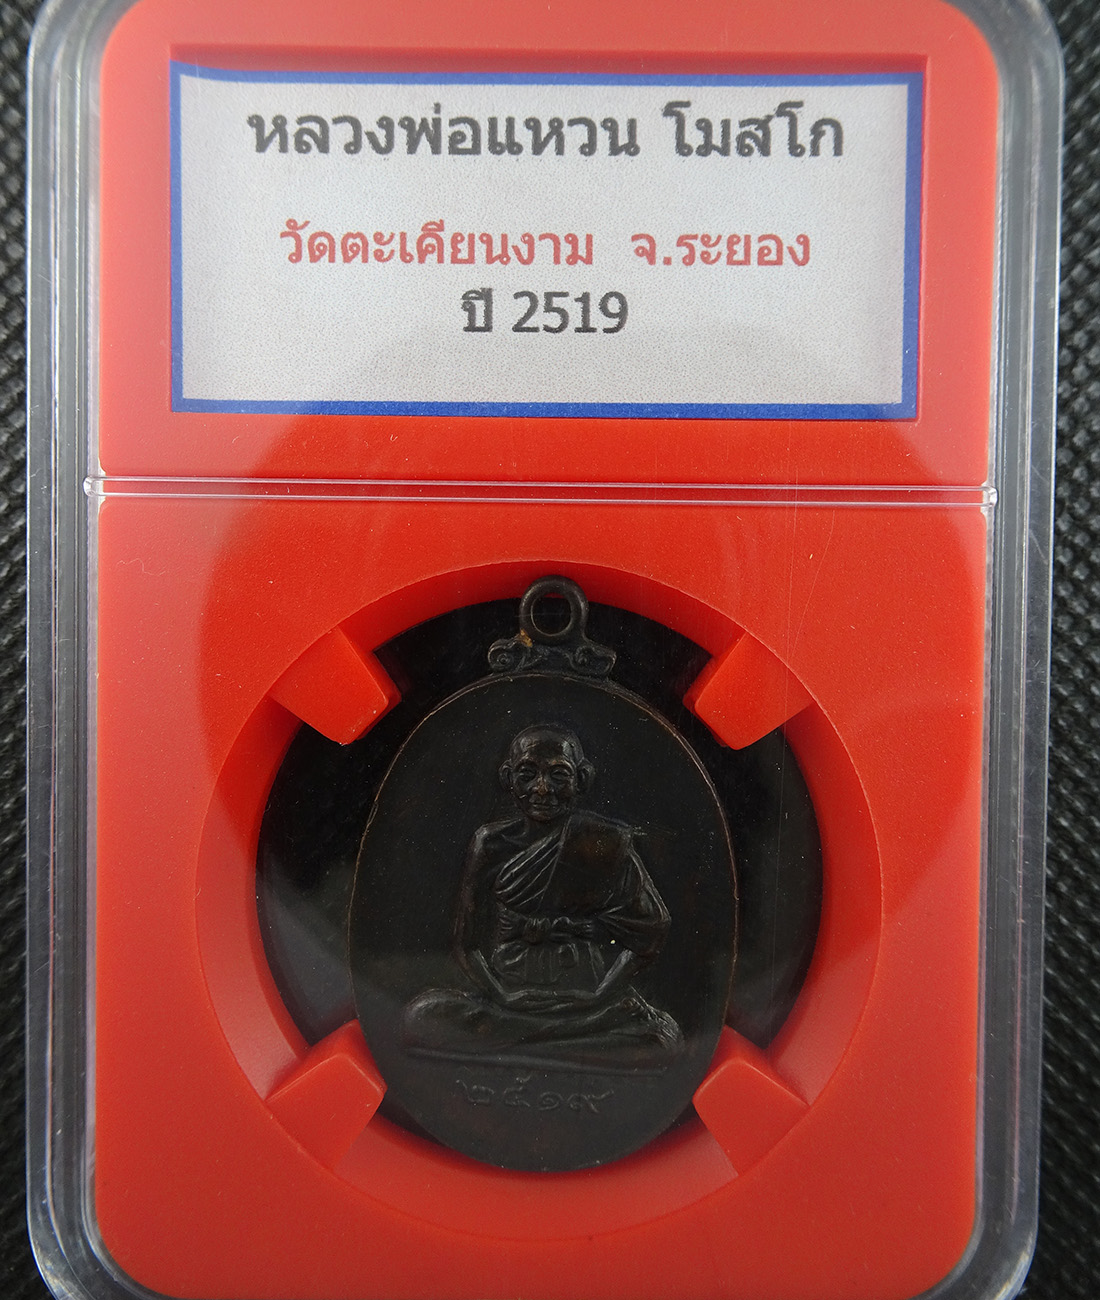 หลวงพ่อแหวน โมสโก
วัดตะเคียนงาม จ.ระยอง
ปี 2519
๒๕๑๙